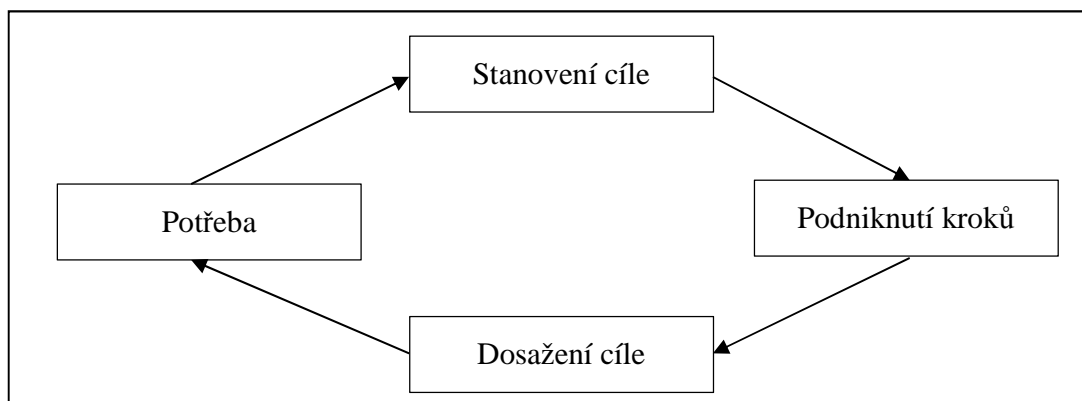 Stanovení cíle
Potřeba
Podniknutí kroků
Dosažení cíle